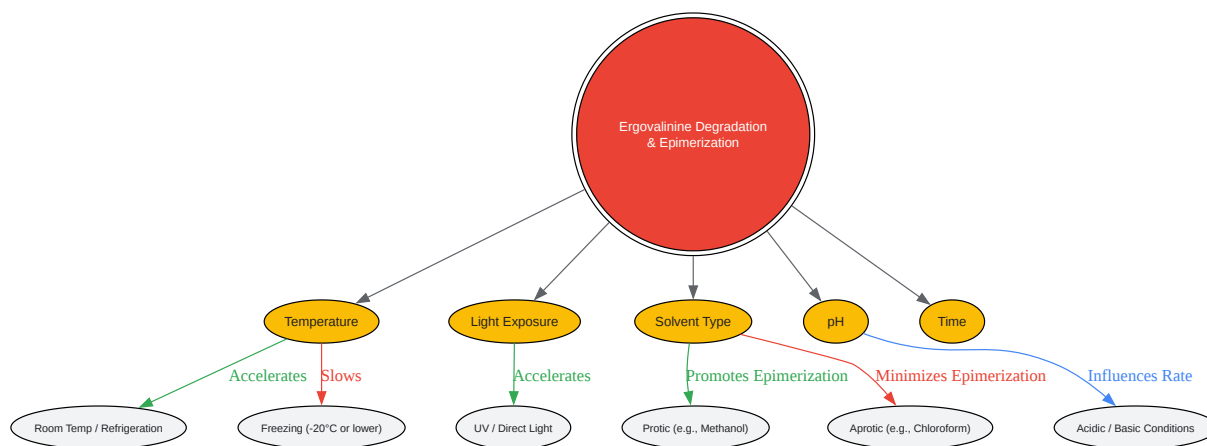 Ergovalinine Degradation
& Epimerization
Temperature
Light Exposure
Solvent Type
pH
Time
Accelerates
Slows
Accelerates
Promotes Epimerization
Minimizes Epimerization
Influences Rate
Room Temp / Refrigeration
Freezing (-20°C or lower)
UV / Direct Light
Protic (e.g., Methanol)
Aprotic (e.g., Chloroform)
Acidic / Basic Conditions